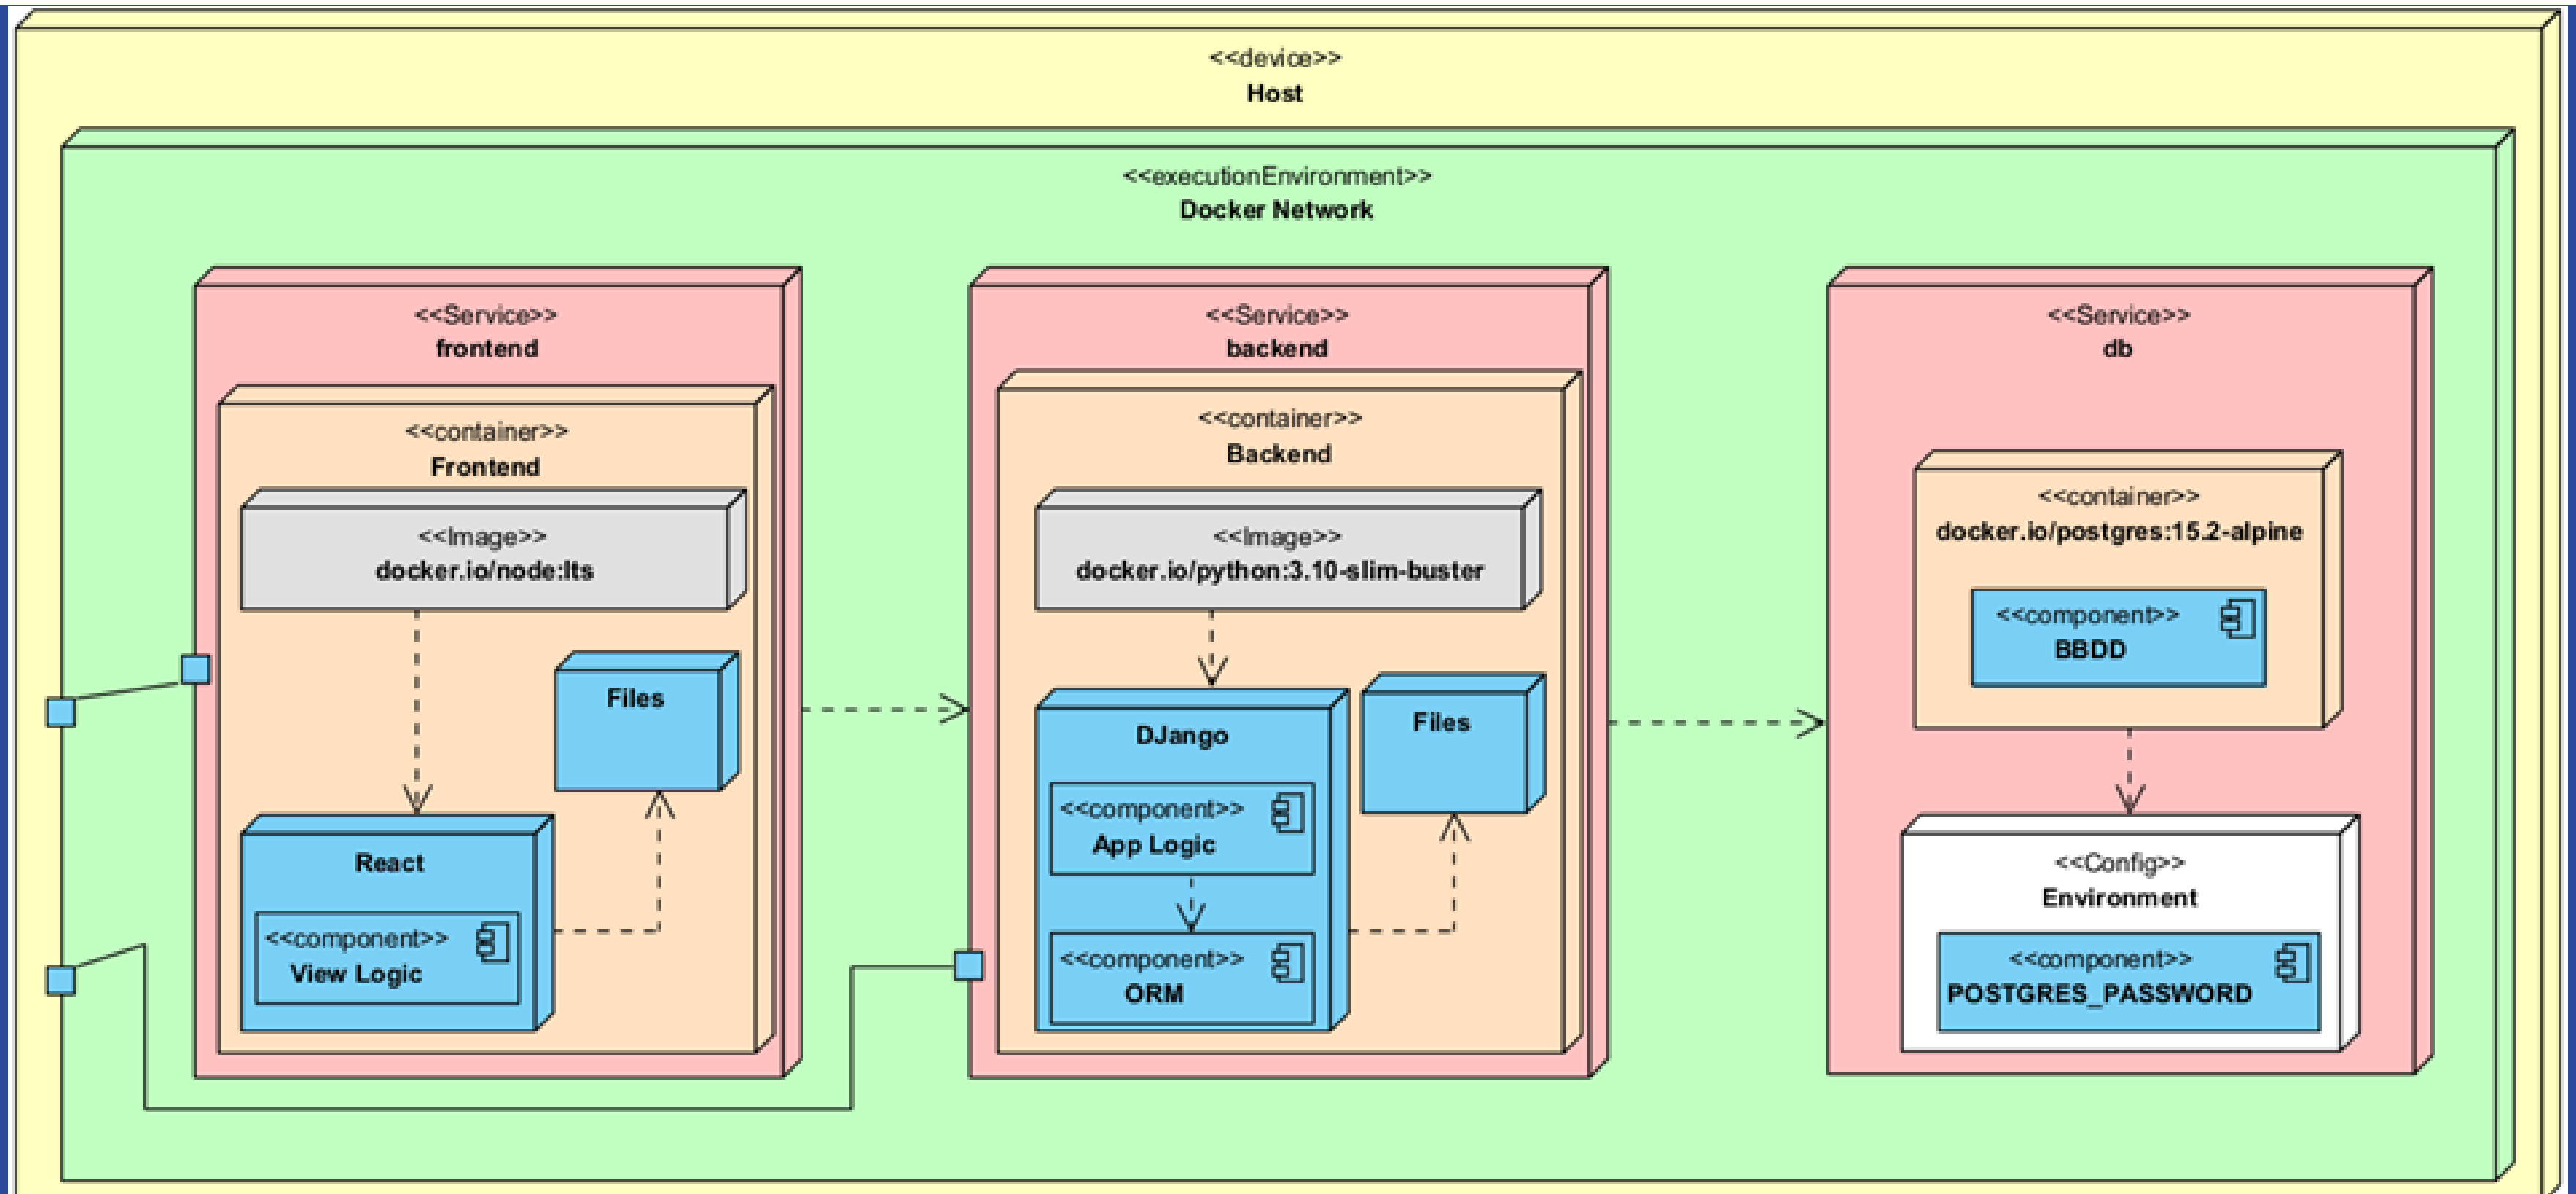 <<device>>
Host
<<executionEnvironment>>
Docker Network
<<Service>>
frontend
<<container>>
Frontend
<<Image>>
docker.io/node:lts
Files
React
<<component>>
View Logic
<<Service>>
backend
<<container>>
Backend
<<Image>>
docker.io/python:3.10-slim-buster
DJango
Files
<<component>>
App Logic
<<component>>
ORM
<<Service>>
db
<<container>>
docker.io/postgres:15.2-alpine
<<component>>
BBDD
<<Config>>
Environment
<<component>>
POSTGRES_PASSWORD